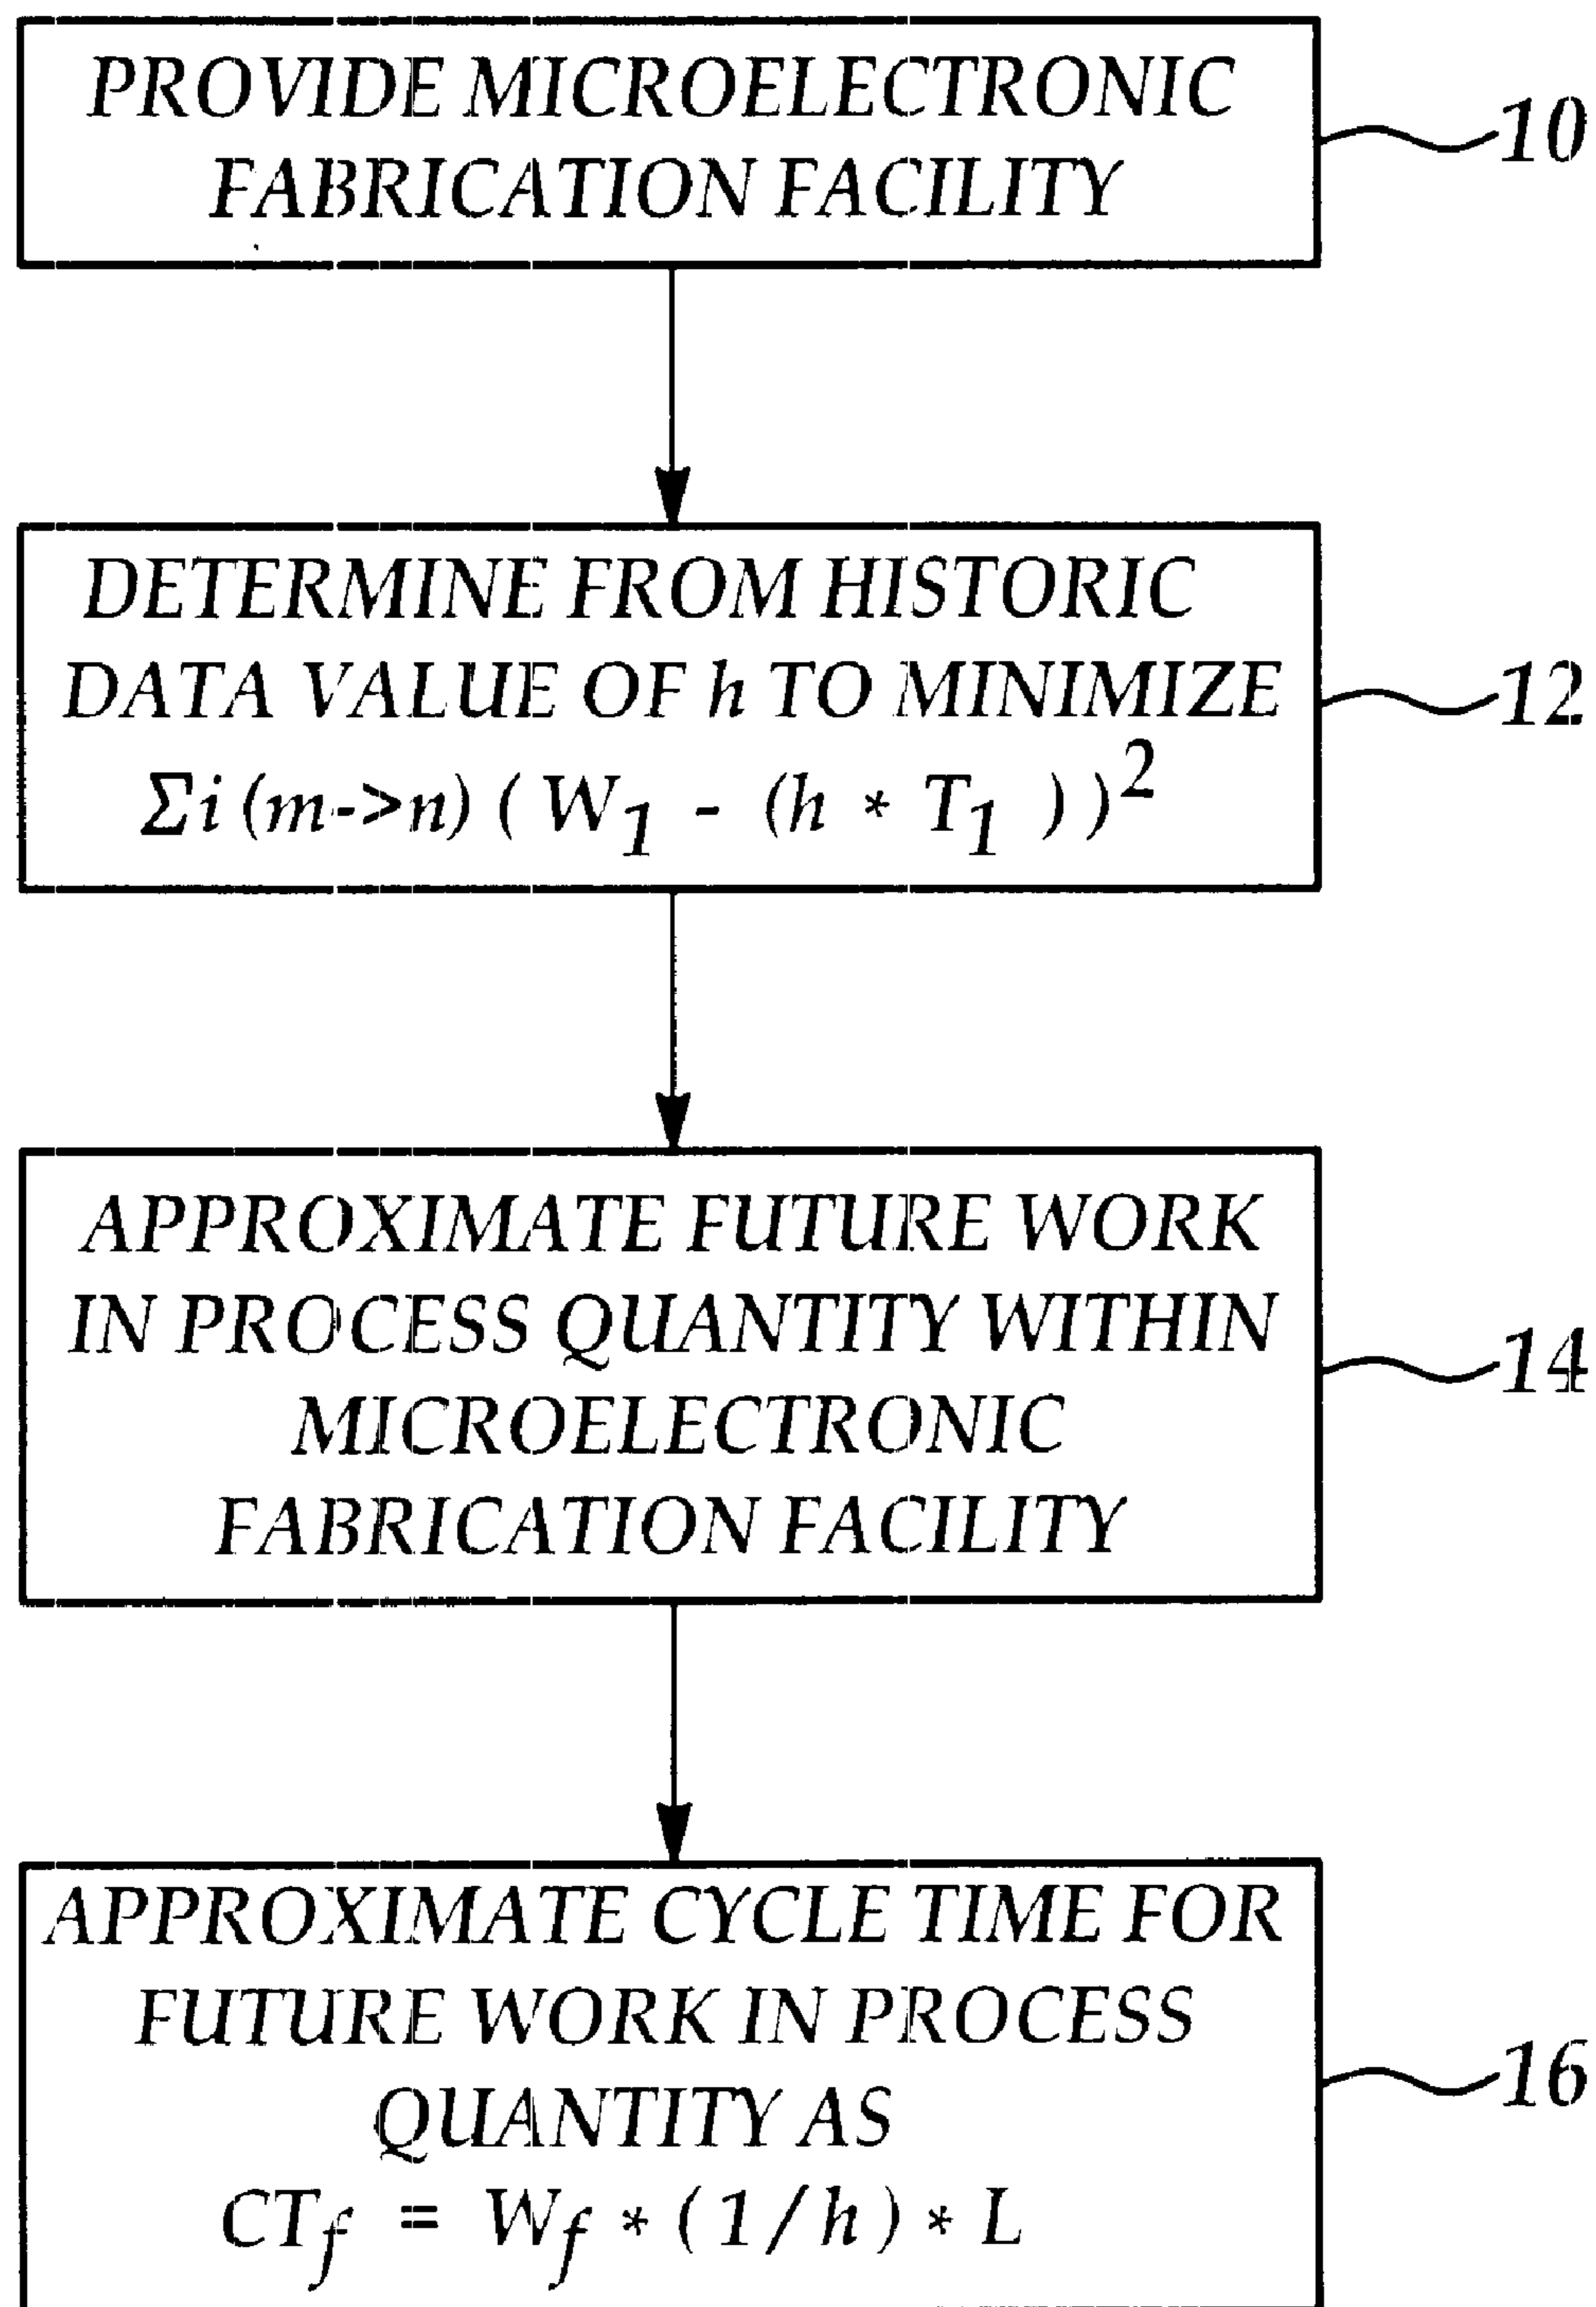 PROVIDE MICROELECTRONIC
FABRICATION FACILITY
10
DETERMINE FROM HISTORIC
DATA VALUE OF h TO MINIMIZE
Σi (m->n) ( W1 - (h * T1 ) )2
12
APPROXIMATE FUTURE WORK
IN PROCESS QUANTITY WITHIN
MICROELECTRONIC
FABRICATION FACILITY
14
APPROXIMATE CYCLE TIME FOR
FUTURE WORK IN PROCESS
QUANTITY AS
CTf = Wf * (1/h) * L
16